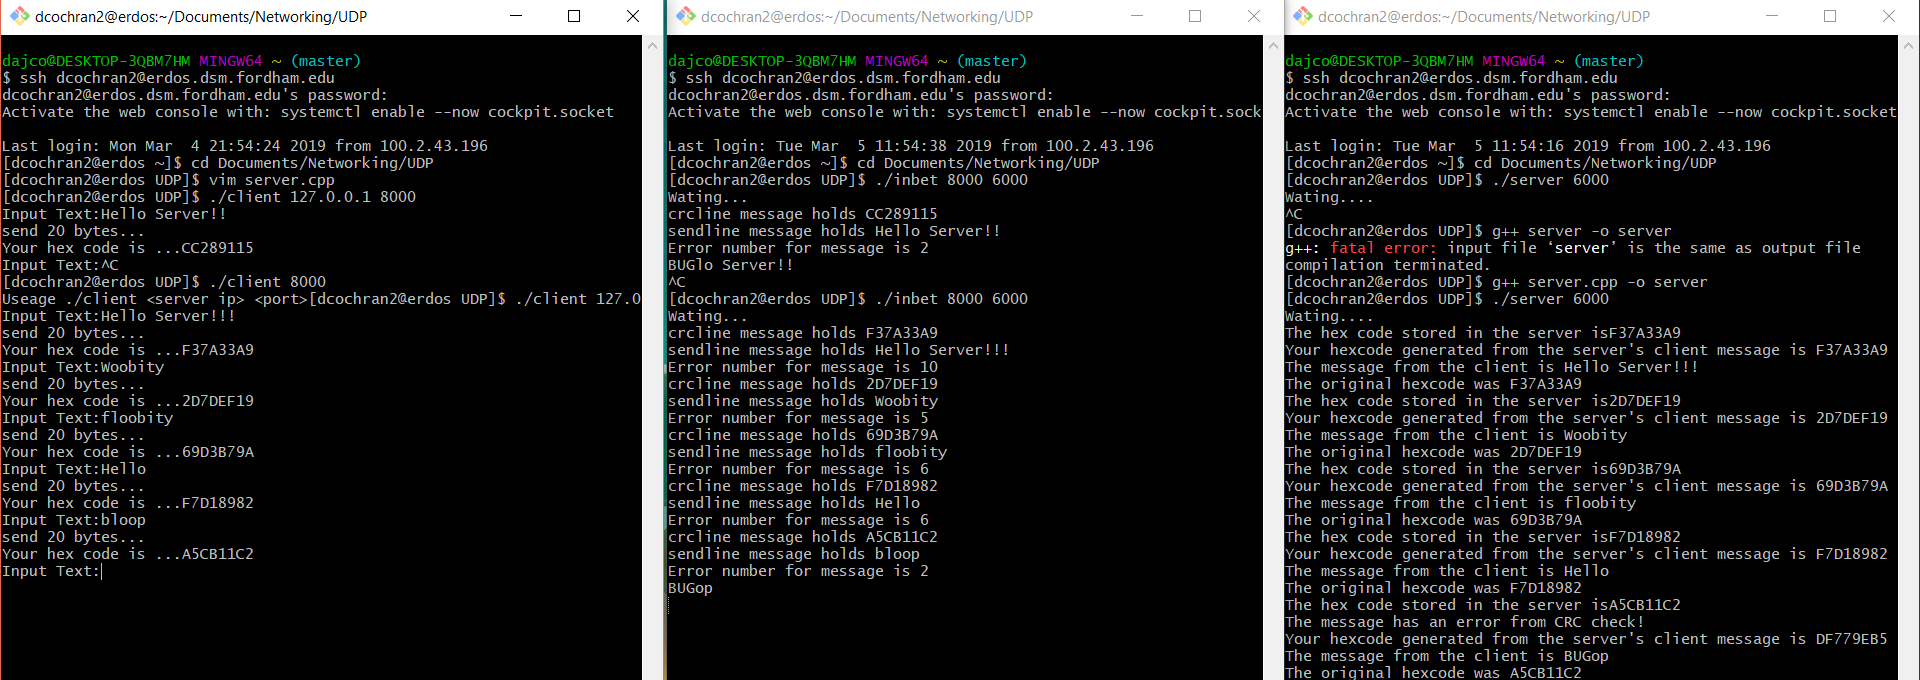 dcochran2@erdos:~/Documents/Networking/UDP
dajco@DESKTOP-3QBM7HM MINGW64 ~ (master)
$ ssh dcochran2@erdos.dsm.fordham.edu
dcochran2@erdos.dsm.fordham.edu's password:
Activate the web console with: systemctl enable --now cockpit.socket

Last login: Mon Mar  4 21:54:24 2019 from 100.2.43.196
[dcochran2@erdos ~]$ cd Documents/Networking/UDP
[dcochran2@erdos UDP]$ vim server.cpp
[dcochran2@erdos UDP]$ ./client 127.0.0.1 8000
Input Text:Hello Server!!
send 20 bytes...
Your hex code is ...CC289115
Input Text:^C
[dcochran2@erdos UDP]$ ./client 8000
Useage ./client <server ip> <port>[dcochran2@erdos UDP]$ ./client 127.0
Input Text:Hello Server!!!
send 20 bytes...
Your hex code is ...F37A33A9
Input Text:Woobity
send 20 bytes...
Your hex code is ...2D7DEF19
Input Text:floobity
send 20 bytes...
Your hex code is ...69D3B79A
Input Text:Hello
send 20 bytes...
Your hex code is ...F7D18982
Input Text:bloop
send 20 bytes...
Your hex code is ...A5CB11C2
Input Text:
dcochran2@erdos:~/Documents/Networking/UDP
dajco@DESKTOP-3QBM7HM MINGW64 ~ (master)
$ ssh dcochran2@erdos.dsm.fordham.edu
dcochran2@erdos.dsm.fordham.edu's password:
Activate the web console with: systemctl enable --now cockpit.sock

Last login: Tue Mar  5 11:54:38 2019 from 100.2.43.196
[dcochran2@erdos ~]$ cd Documents/Networking/UDP
[dcochran2@erdos UDP]$ ./inbet 8000 6000
Wating...
crcline message holds CC289115
sendline message holds Hello Server!!
Error number for message is 2
BUGlo Server!!
^C
[dcochran2@erdos UDP]$ ./inbet 8000 6000
Wating...
crcline message holds F37A33A9
sendline message holds Hello Server!!!
Error number for message is 10
crcline message holds 2D7DEF19
sendline message holds Woobity
Error number for message is 5
crcline message holds 69D3B79A
sendline message holds floobity
Error number for message is 6
crcline message holds F7D18982
sendline message holds Hello
Error number for message is 6
crcline message holds A5CB11C2
sendline message holds bloop
Error number for message is 2
BUGop
dcochran2@erdos:~/Documents/Networking/UDP
dajco@DESKTOP-3QBM7HM MINGW64 ~ (master)
$ ssh dcochran2@erdos.dsm.fordham.edu
dcochran2@erdos.dsm.fordham.edu's password:
Activate the web console with: systemctl enable --now cockpit.socket

Last login: Tue Mar  5 11:54:16 2019 from 100.2.43.196
[dcochran2@erdos ~]$ cd Documents/Networking/UDP
[dcochran2@erdos UDP]$ ./server 6000
Wating....
^C
[dcochran2@erdos UDP]$ g++ server -o server
g++: fatal error: input file ‘server’ is the same as output file
compilation terminated.
[dcochran2@erdos UDP]$ g++ server.cpp -o server
[dcochran2@erdos UDP]$ ./server 6000
Wating....
The hex code stored in the server isF37A33A9
Your hexcode generated from the server's client message is F37A33A9
The message from the client is Hello Server!!!
The original hexcode was F37A33A9
The hex code stored in the server is2D7DEF19
Your hexcode generated from the server's client message is 2D7DEF19
The message from the client is Woobity
The original hexcode was 2D7DEF19
The hex code stored in the server is69D3B79A
Your hexcode generated from the server's client message is 69D3B79A
The message from the client is floobity
The original hexcode was 69D3B79A
The hex code stored in the server isF7D18982
Your hexcode generated from the server's client message is F7D18982
The message from the client is Hello
The original hexcode was F7D18982
The hex code stored in the server isA5CB11C2
The message has an error from CRC check!
Your hexcode generated from the server's client message is DF779EB5
The message from the client is BUGop
The original hexcode was A5CB11C2